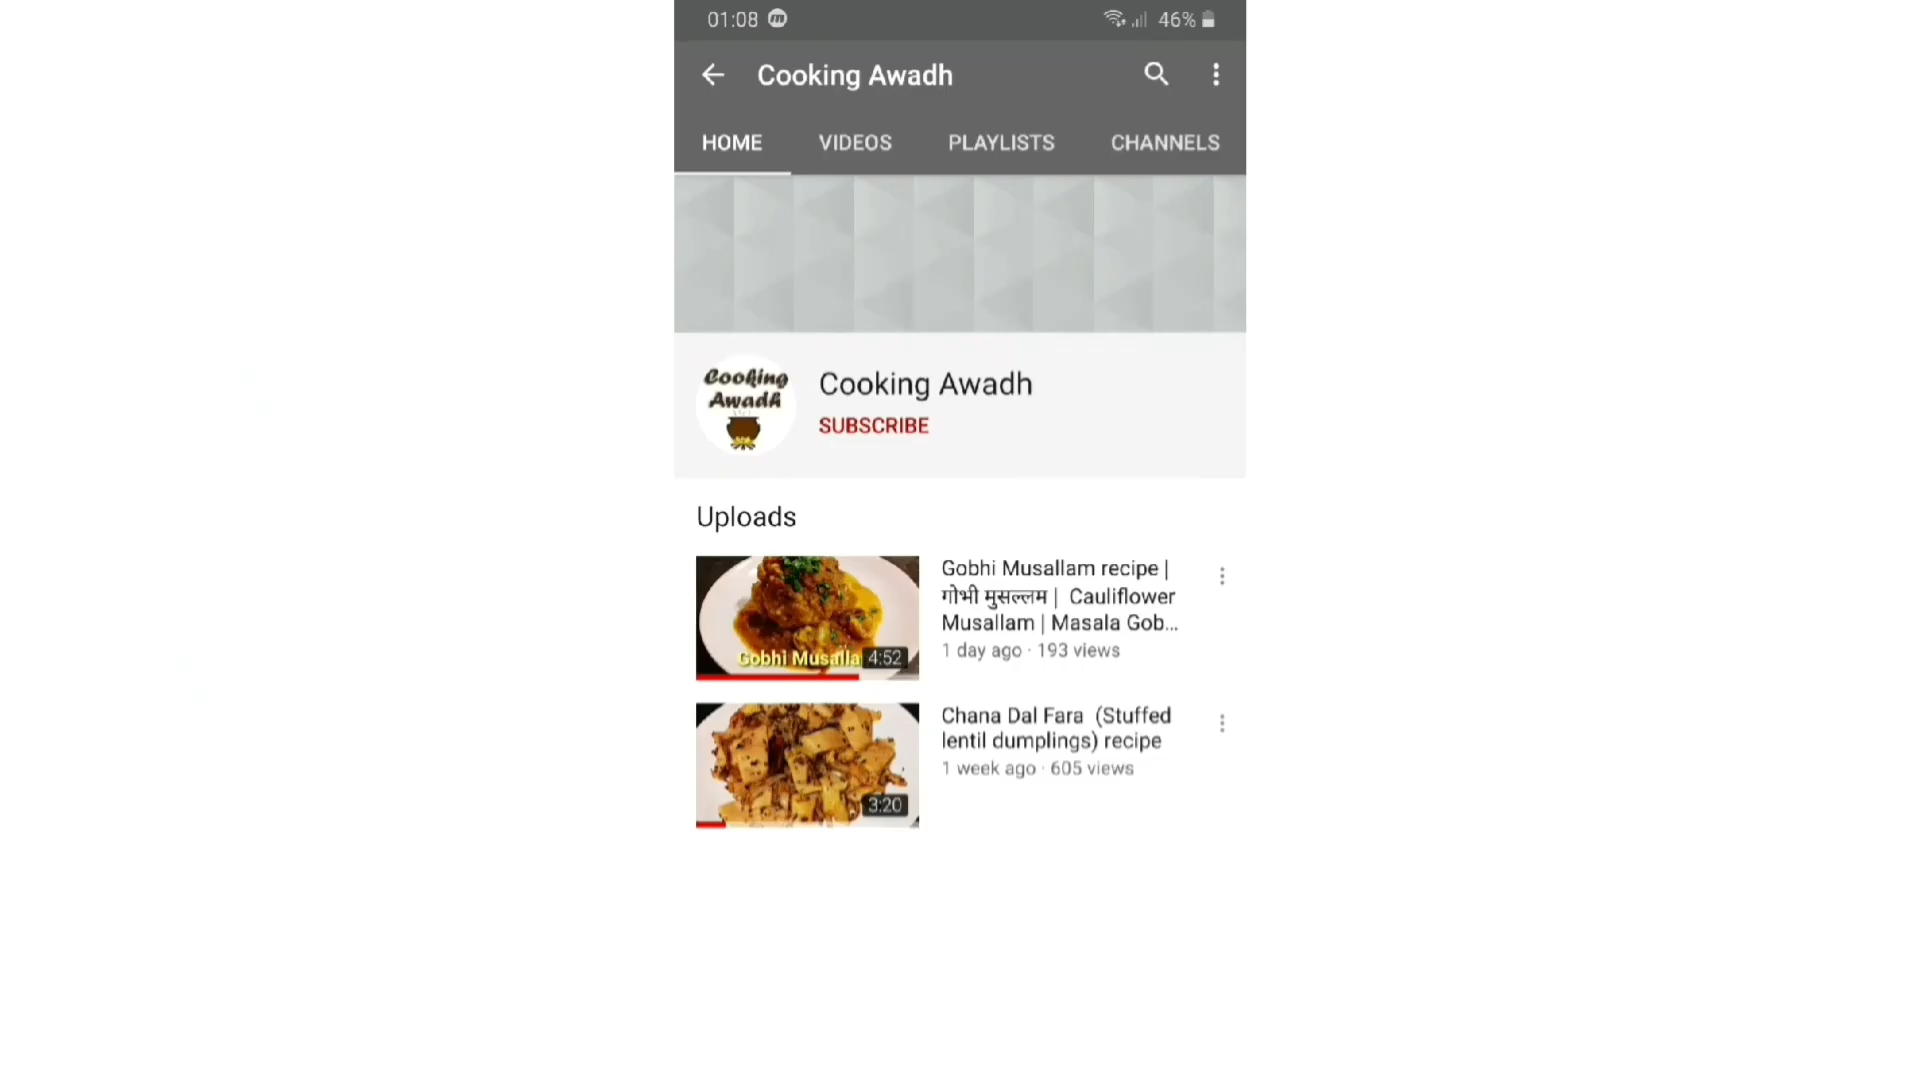 01:08
46%
Cooking Awadh
HOME VIDEOS PLAYLISTS CHANNELS
Cooking
Awadh
Cooking Awadh
SUBSCRIBE
Uploads
Gobhi Musallam recipe |
गोभी मुसल्लम | Cauliflower
Musallam | Masala Gob...
1 day ago · 193 views
Gobhi Musalla 4:52
Chana Dal Fara (Stuffed
lentil dumplings) recipe
1 week ago · 605 views
3:20